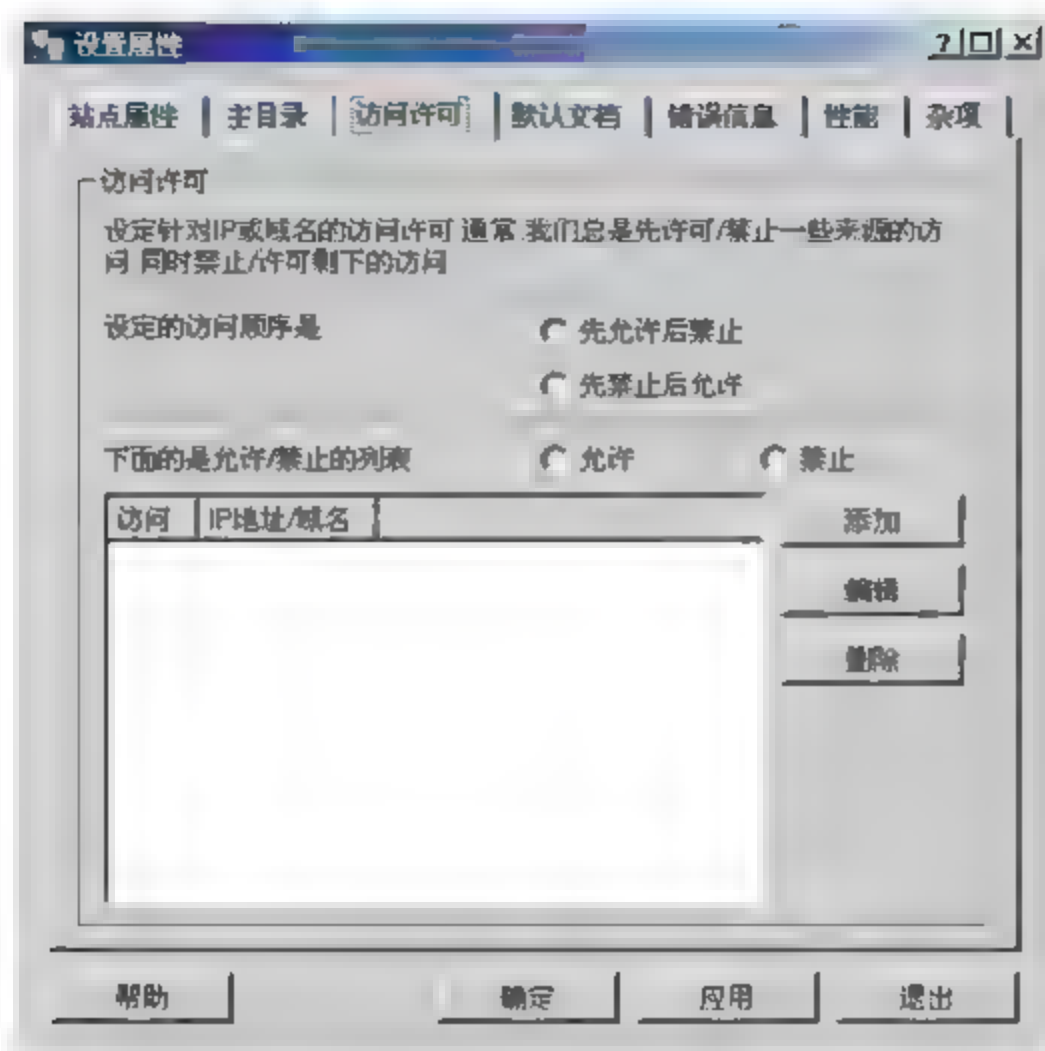 设置属性
站点属性 主目录 访问许可 默认文档 错误信息 性能 杂项
访问许可
设定针对IP或域名的访问许可 通常 我们总是先许可/禁止一些来源的访
问 同时禁止/许可剩下的访问
设定的访问顺序是 先允许后禁止
先禁止后允许
下面的是允许/禁止的列表 允许 禁止
访问 IP地址/域名
添加
编辑
删除
帮助 确定 应用 退出